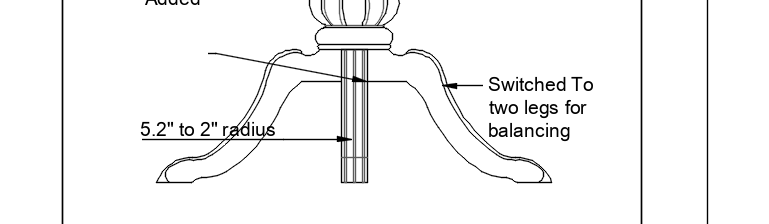 Added
Switched To
two legs for
balancing
5.2" to 2" radius